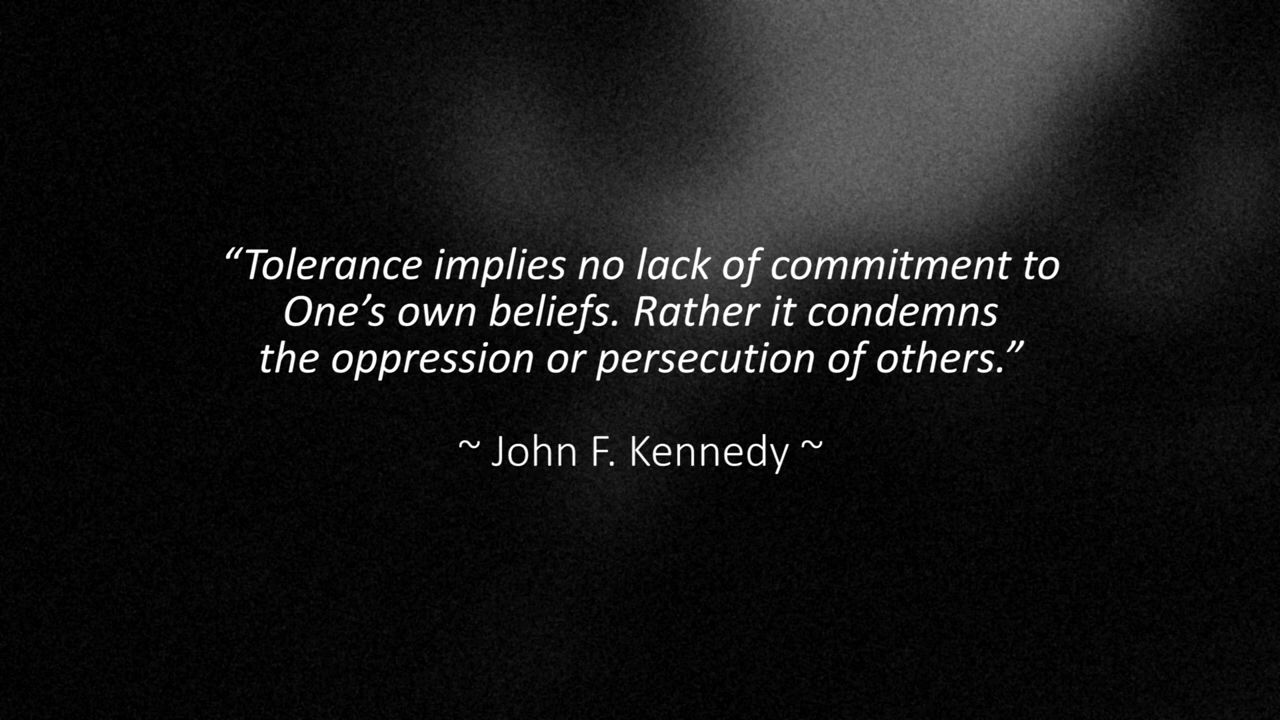 “Tolerance implies no lack of commitment to
One’s own beliefs. Rather it condemns
the oppression or persecution of others.”
~ John F. Kennedy ~